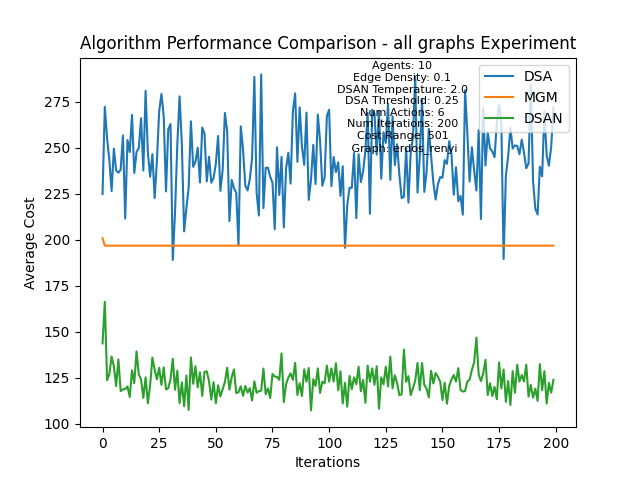 Algorithm Performance Comparison - all graphs Experiment
Agents: 10
Edge Density: 0.1
DSAN Temperature: 2.0
DSA Threshold: 0.25
Num Actions: 6
Num Iterations: 200
Cost Range: 501
Graph: erdos_renyi
DSA
MGM
DSAN
Average Cost
275
250
225
200
175
150
125
100
0
25
50
75
100
125
150
175
200
Iterations